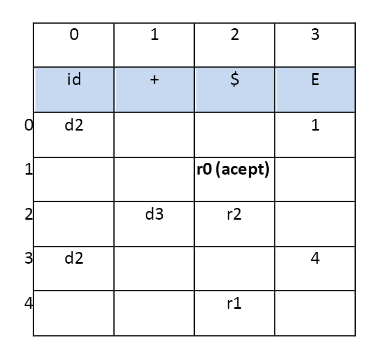 0 1 2 3
id + $ E
0 d2 1
1 r0 (acept)
2 d3 r2
3 d2 4
4 r1